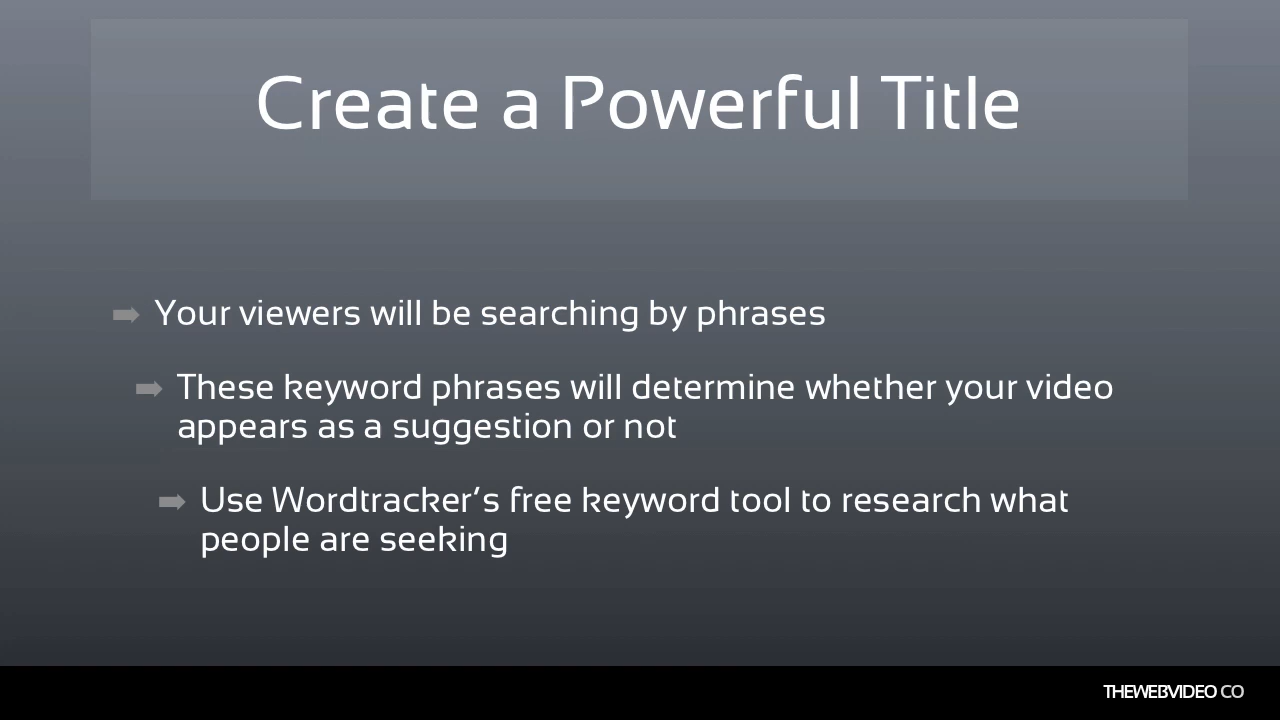 Create a Powerful Title
Your viewers will be searching by phrases
These keyword phrases will determine whether your video
appears as a suggestion or not
Use Wordtracker’s free keyword tool to research what
people are seeking
THEWEBVIDEO CO